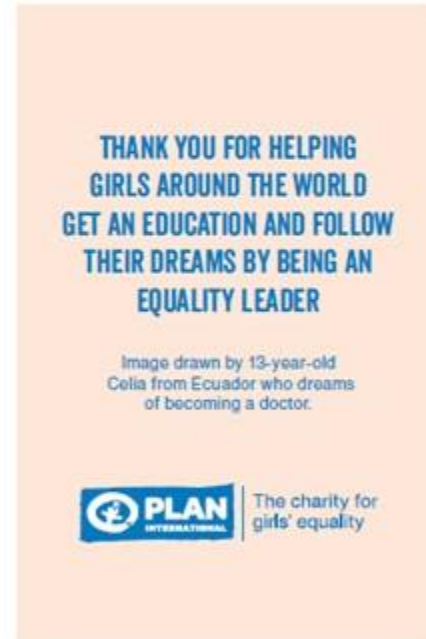 THANK YOU FOR HELPING
GIRLS AROUND THE WORLD
GET AN EDUCATION AND FOLLOW
THEIR DREAMS BY BEING AN
EQUALITY LEADER
Image drawn by 13-year-old
Celia from Ecuador who dreams
of becoming a doctor.
PLAN
INTERNATIONAL
The charity for
girls' equality